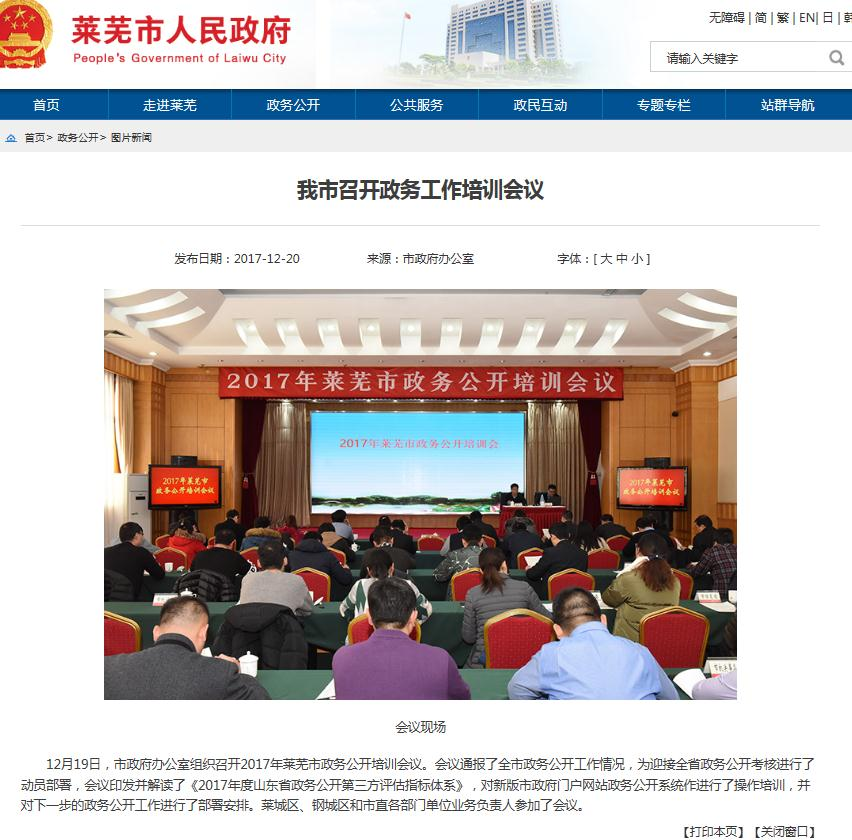 莱芜市人民政府
People's Government of Laiwu City
无障碍 | 简 | 繁 | EN| 日 | 韩
请输入关键字
首页 走进莱芜 政务公开 公共服务 政民互动 专题专栏 站群导航
首页> 政务公开> 图片新闻
我市召开政务工作培训会议
发布日期：2017-12-20 来源：市政府办公室 字体：[ 大 中 小 ]
2017年莱芜市政务公开培训会议
2017年莱芜市政务公开培训会
2017年莱芜市
政务公开培训会议
2017年莱芜市
政务公开培训会议
会议现场
12月19日，市政府办公室组织召开2017年莱芜市政务公开培训会议。会议通报了全市政务公开工作情况，为迎接全省政务公开考核进行了
动员部署，会议印发并解读了《2017年度山东省政务公开第三方评估指标体系》，对新版市政府门户网站政务公开系统作进行了操作培训，并
对下一步的政务公开工作进行了部署安排。莱城区、钢城区和市直各部门单位业务负责人参加了会议。
【打印本页】【关闭窗口】